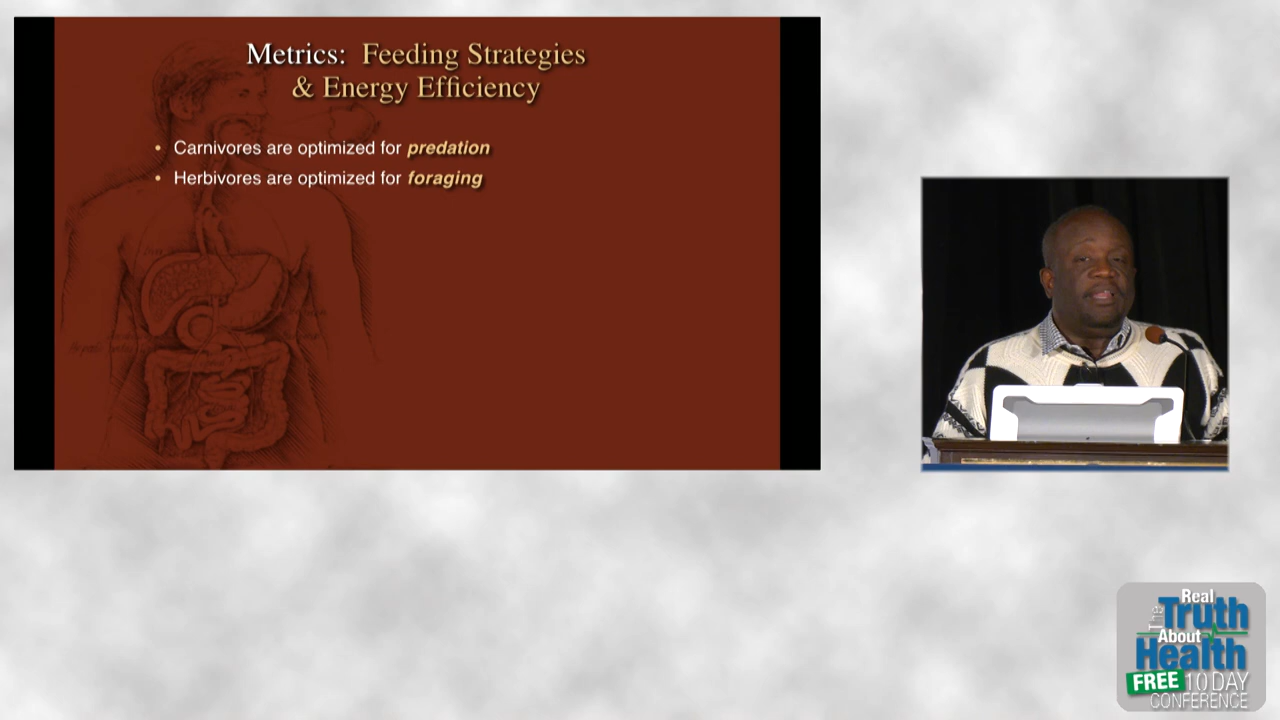 Metrics: Feeding Strategies
& Energy Efficiency
• Carnivores are optimized for predation
• Herbivores are optimized for foraging
Real
The Truth
About
Health
FREE 10 DAY
CONFERENCE